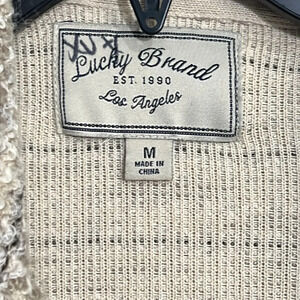 Lucky Brand
EST. 1990
Los Angeles
M
MADE IN
CHINA